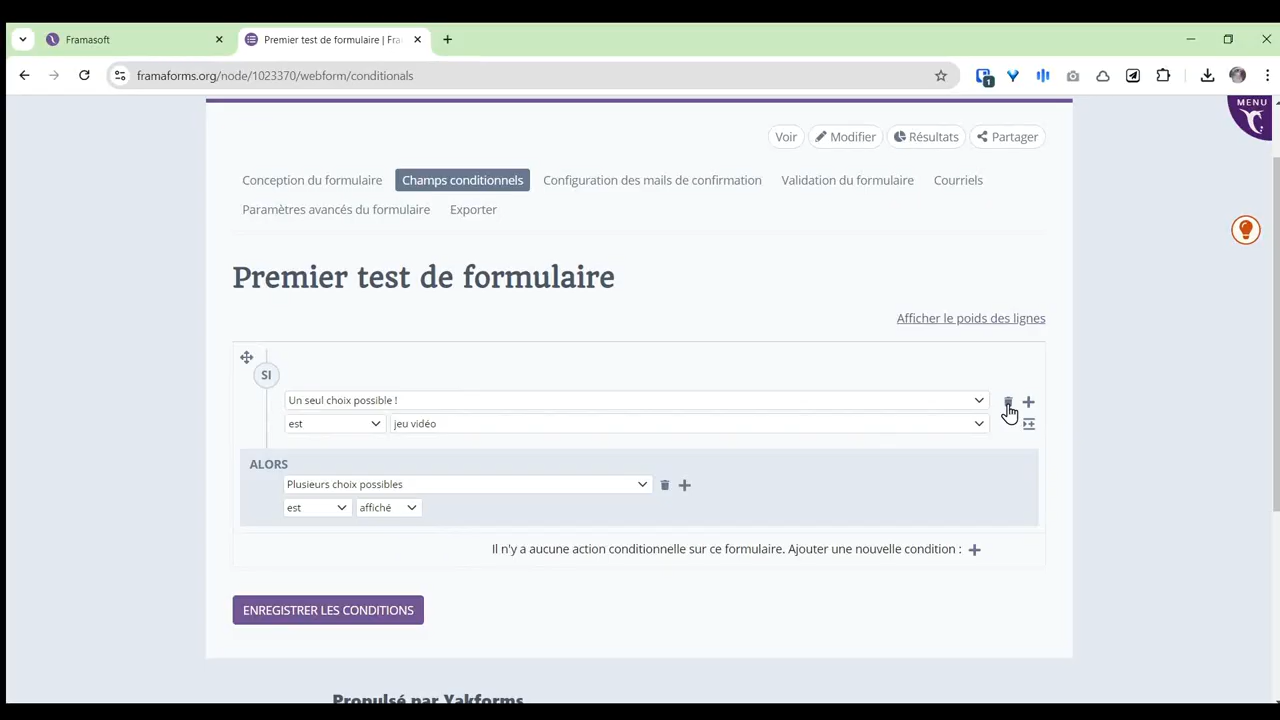 Framasoft
Premier test de formulaire | Fra
framaforms.org/node/1023370/webform/conditionals
1
MENU
Voir
Modifier
Résultats
Partager
Conception du formulaire
Champs conditionnels
Configuration des mails de confirmation
Validation du formulaire
Courriels
Paramètres avancés du formulaire
Exporter
Premier test de formulaire
Afficher le poids des lignes
SI
Un seul choix possible !
est
jeu vidéo
ALORS
Plusieurs choix possibles
est
affiché
Il n'y a aucune action conditionnelle sur ce formulaire. Ajouter une nouvelle condition :
ENREGISTRER LES CONDITIONS
Propulsé par Yakforms